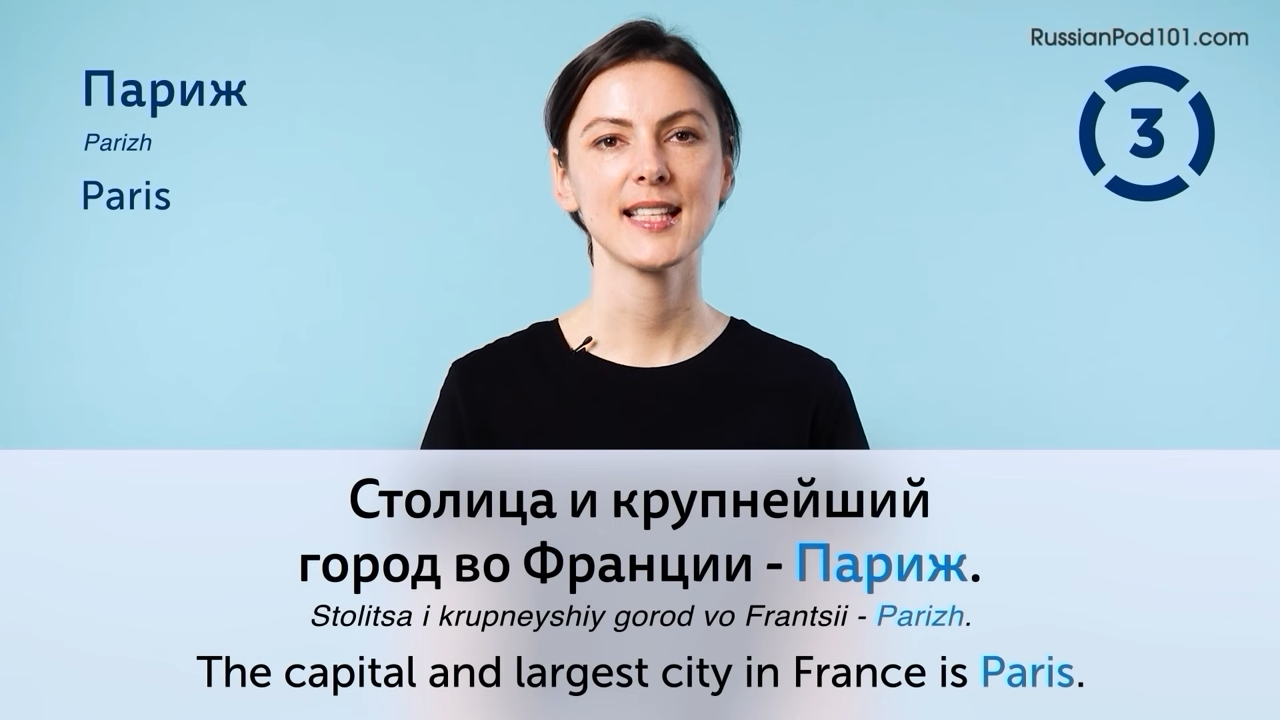 RussianPod101.com
Париж
Parizh
Paris
3
Столица и крупнейший
город во Франции - Париж.
Stolitsa i krupneyshiy gorod vo Frantsii - Parizh.
The capital and largest city in France is Paris.